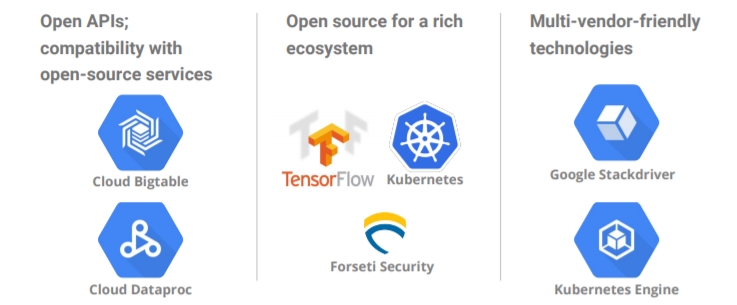 Open APIs;
compatibility with
open-source services
Cloud Bigtable
Cloud Dataproc
Open source for a rich
ecosystem
TensorFlow
Kubernetes
Forseti Security
Multi-vendor-friendly
technologies
Google Stackdriver
Kubernetes Engine